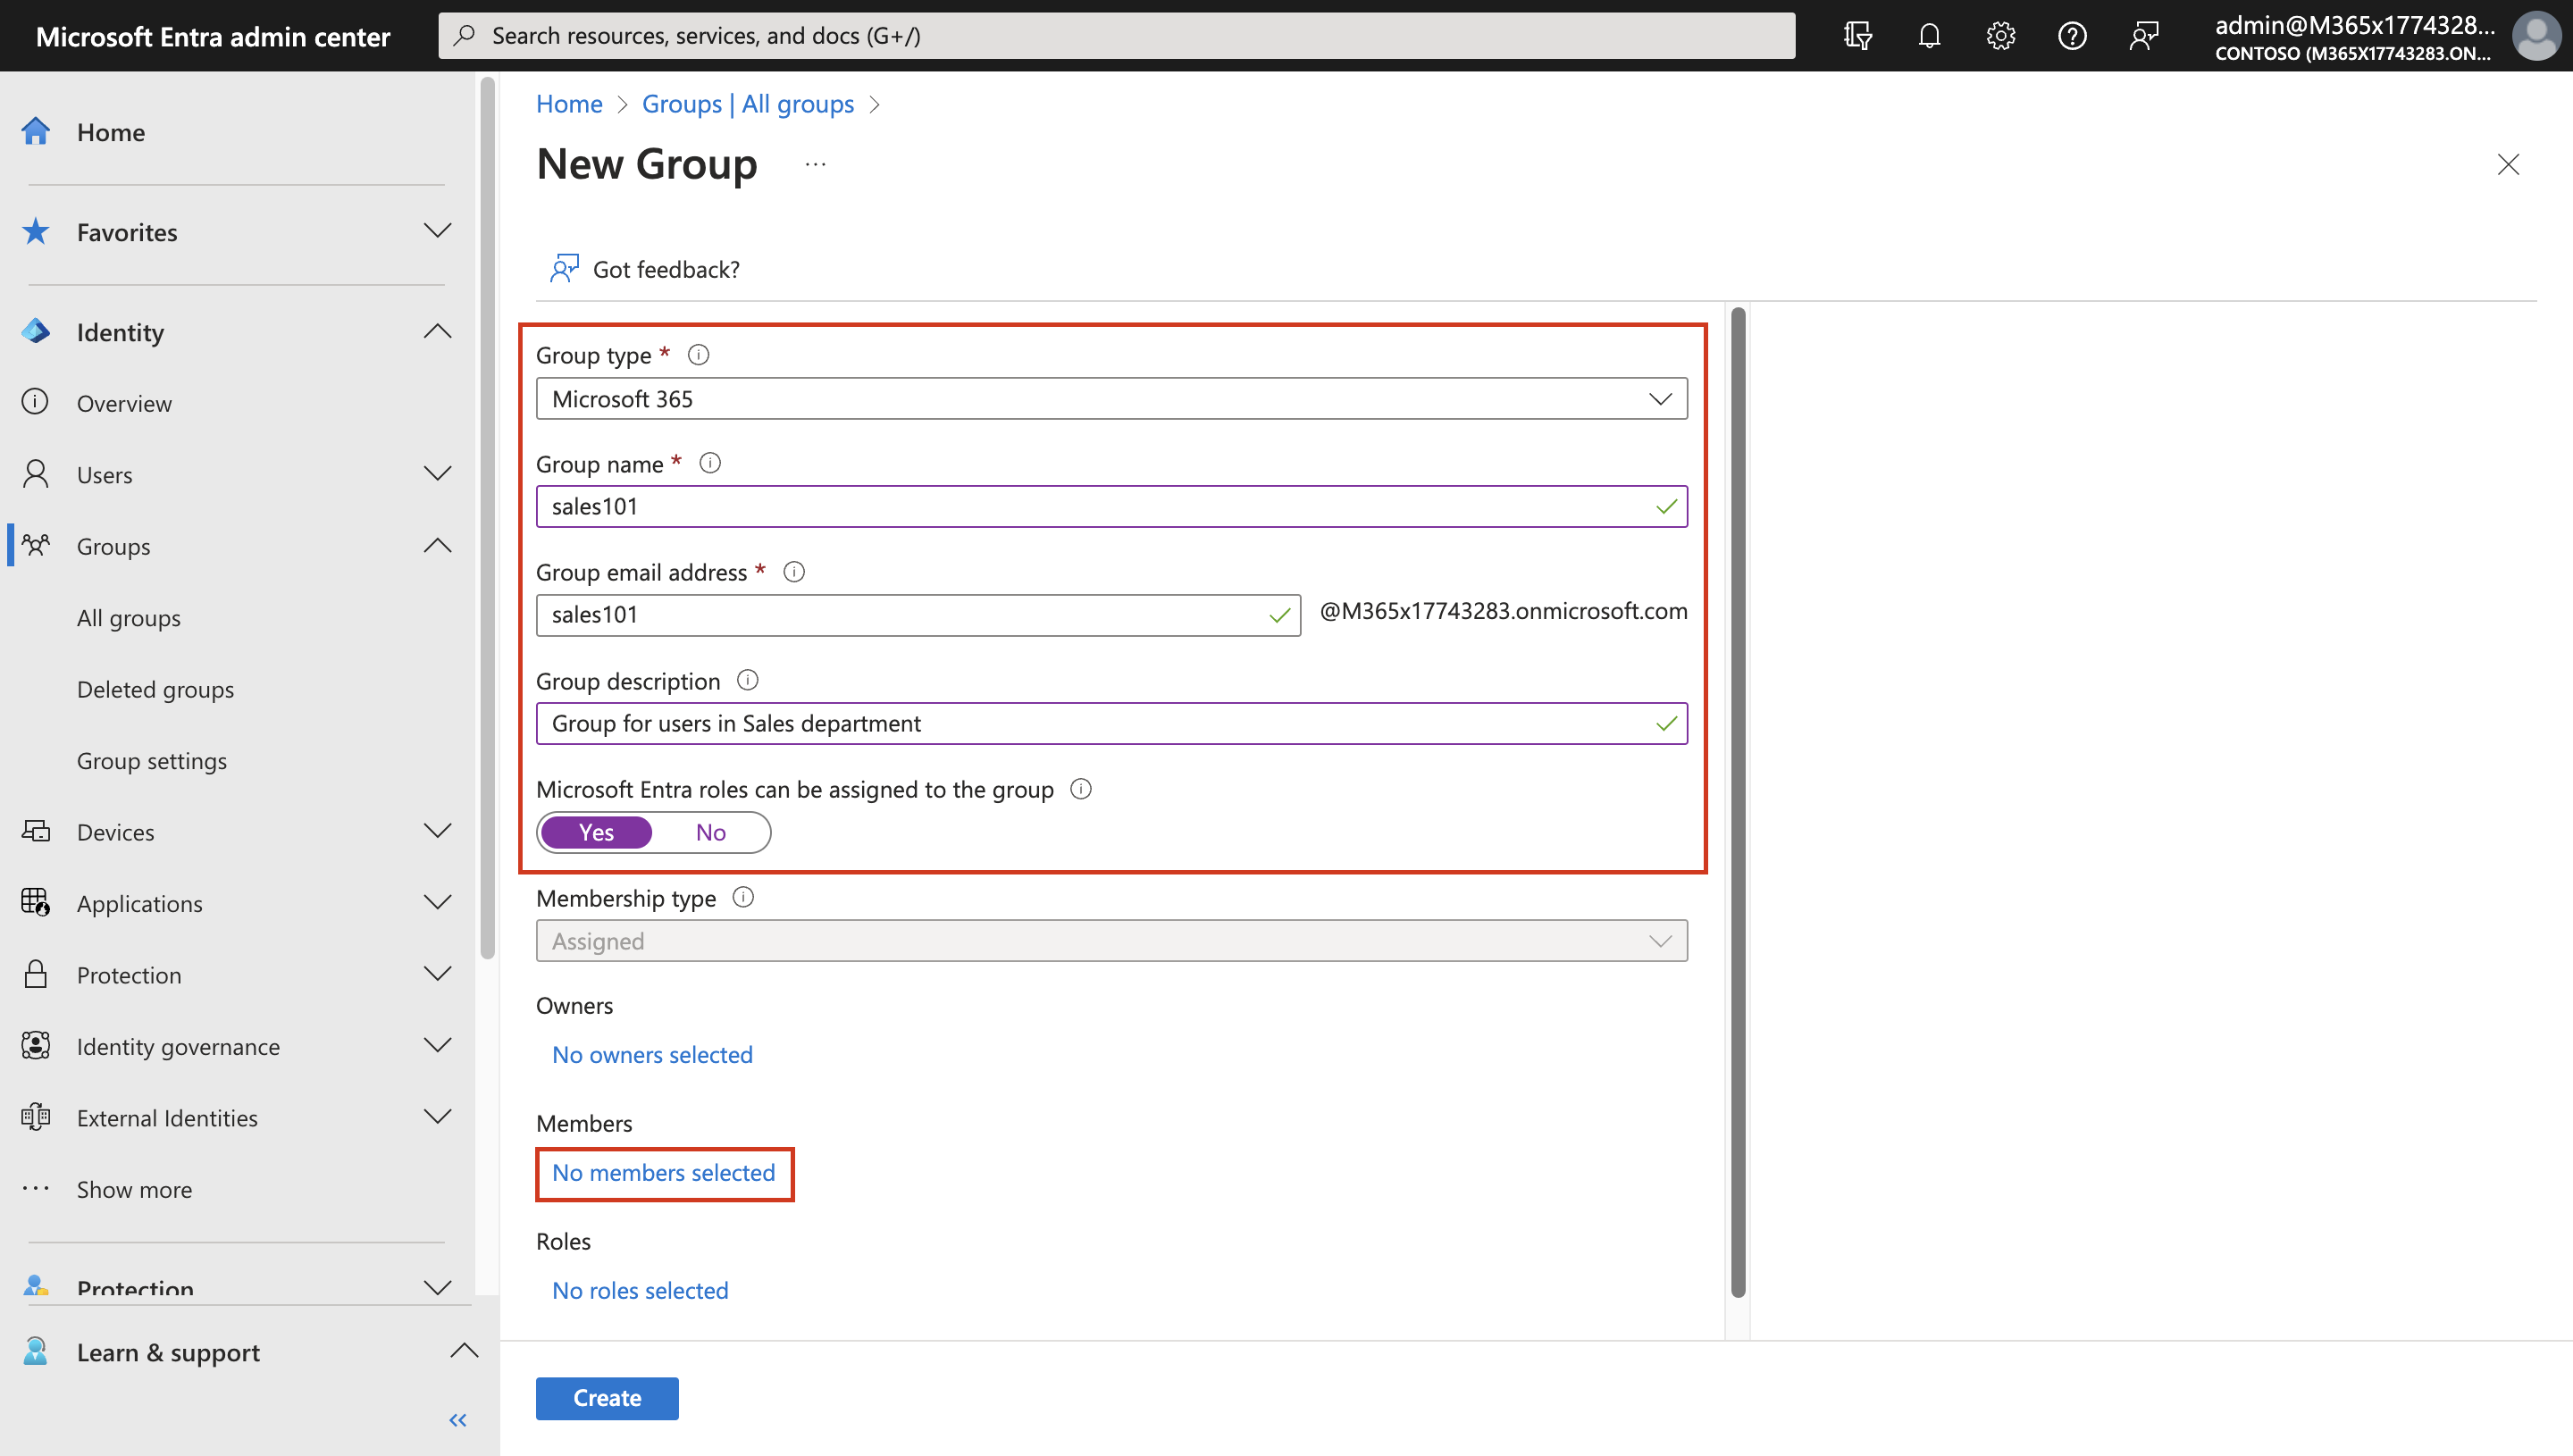 Microsoft Entra admin center
Search resources, services, and docs (G+/)
admin@M365x1774328...
CONTOSO (M365X17743283.ON...
Home
Favorites
Identity
Overview
Users
Groups
All groups
Deleted groups
Group settings
Devices
Applications
Protection
Identity governance
External Identities
Show more
Protection
Learn & support
Home > Groups | All groups >
New Group ...
Got feedback?
Group type *
Microsoft 365
Group name *
sales101
Group email address *
sales101 @M365x17743283.onmicrosoft.com
Group description
Group for users in Sales department
Microsoft Entra roles can be assigned to the group
Yes No
Membership type
Assigned
Owners
No owners selected
Members
No members selected
Roles
No roles selected
Create